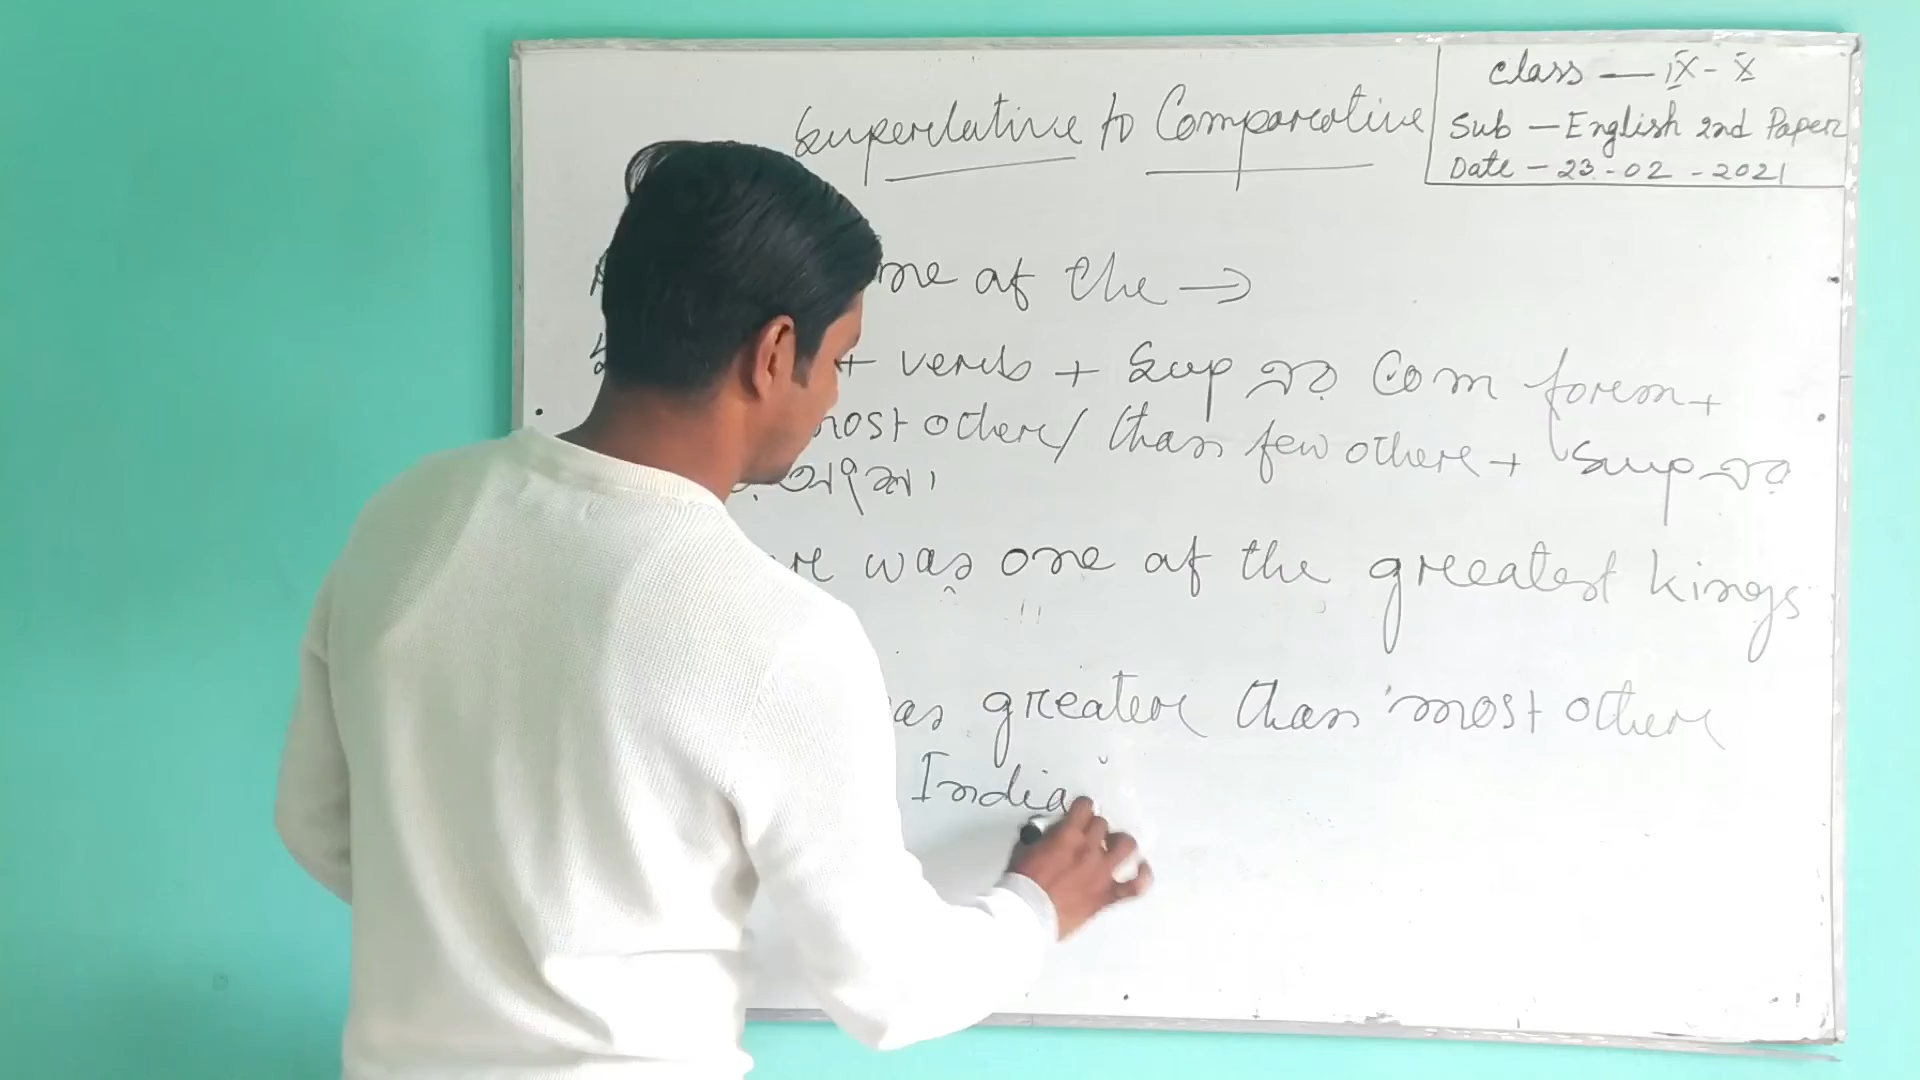 Class — IX - X
Sub — English 2nd Paper
Date - 23 - 02 - 2021
Superlative to Comparative
of the →
+ verb + Sup এর Com form +
most other / than few other + Sup এর
অংশ।
was one of the greatest kings
greater than most other
India